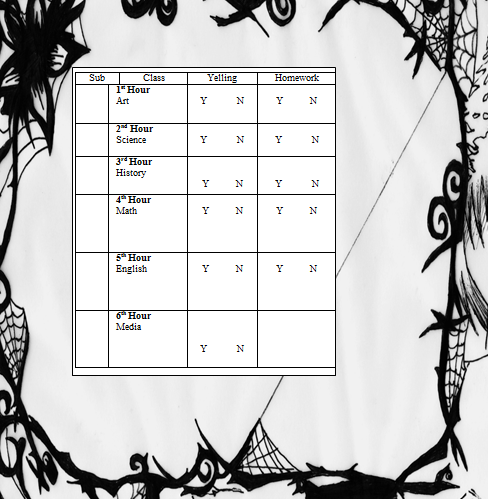 Sub Class Yelling Homework
1st Hour
Art Y N Y N
2nd Hour
Science Y N Y N
3rd Hour
History
Y N Y N
4th Hour
Math Y N Y N
5th Hour
English Y N Y N
6th Hour
Media
Y N